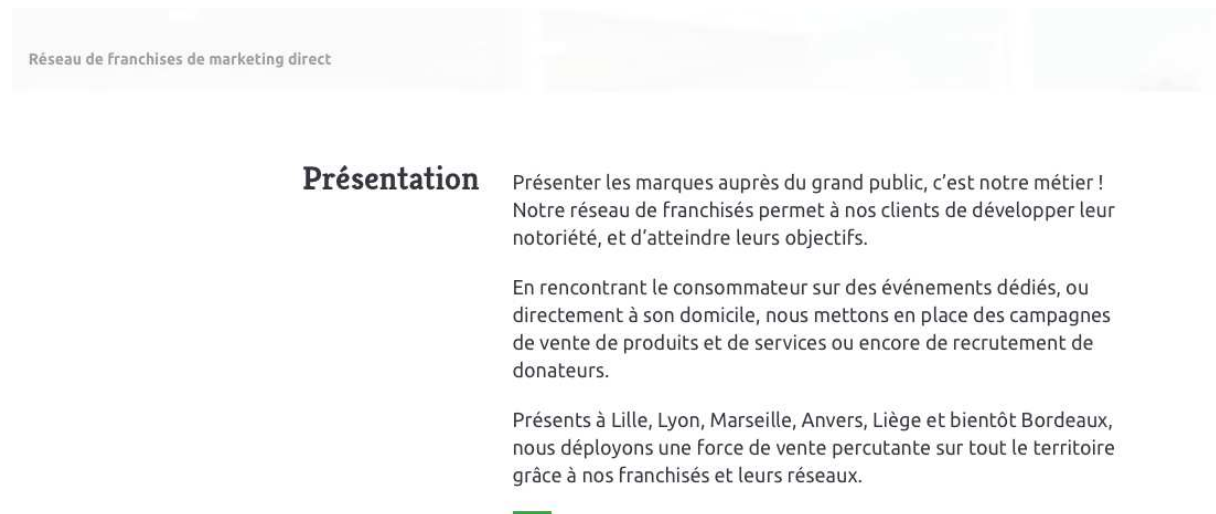 Réseau de franchises de marketing direct
Présentation
Présenter les marques auprès du grand public, c’est notre métier !
Notre réseau de franchisés permet à nos clients de développer leur
notoriété, et d’atteindre leurs objectifs.
En rencontrant le consommateur sur des événements dédiés, ou
directement à son domicile, nous mettons en place des campagnes
de vente de produits et de services ou encore de recrutement de
donateurs.
Présents à Lille, Lyon, Marseille, Anvers, Liège et bientôt Bordeaux,
nous déployons une force de vente percutante sur tout le territoire
grâce à nos franchisés et leurs réseaux.